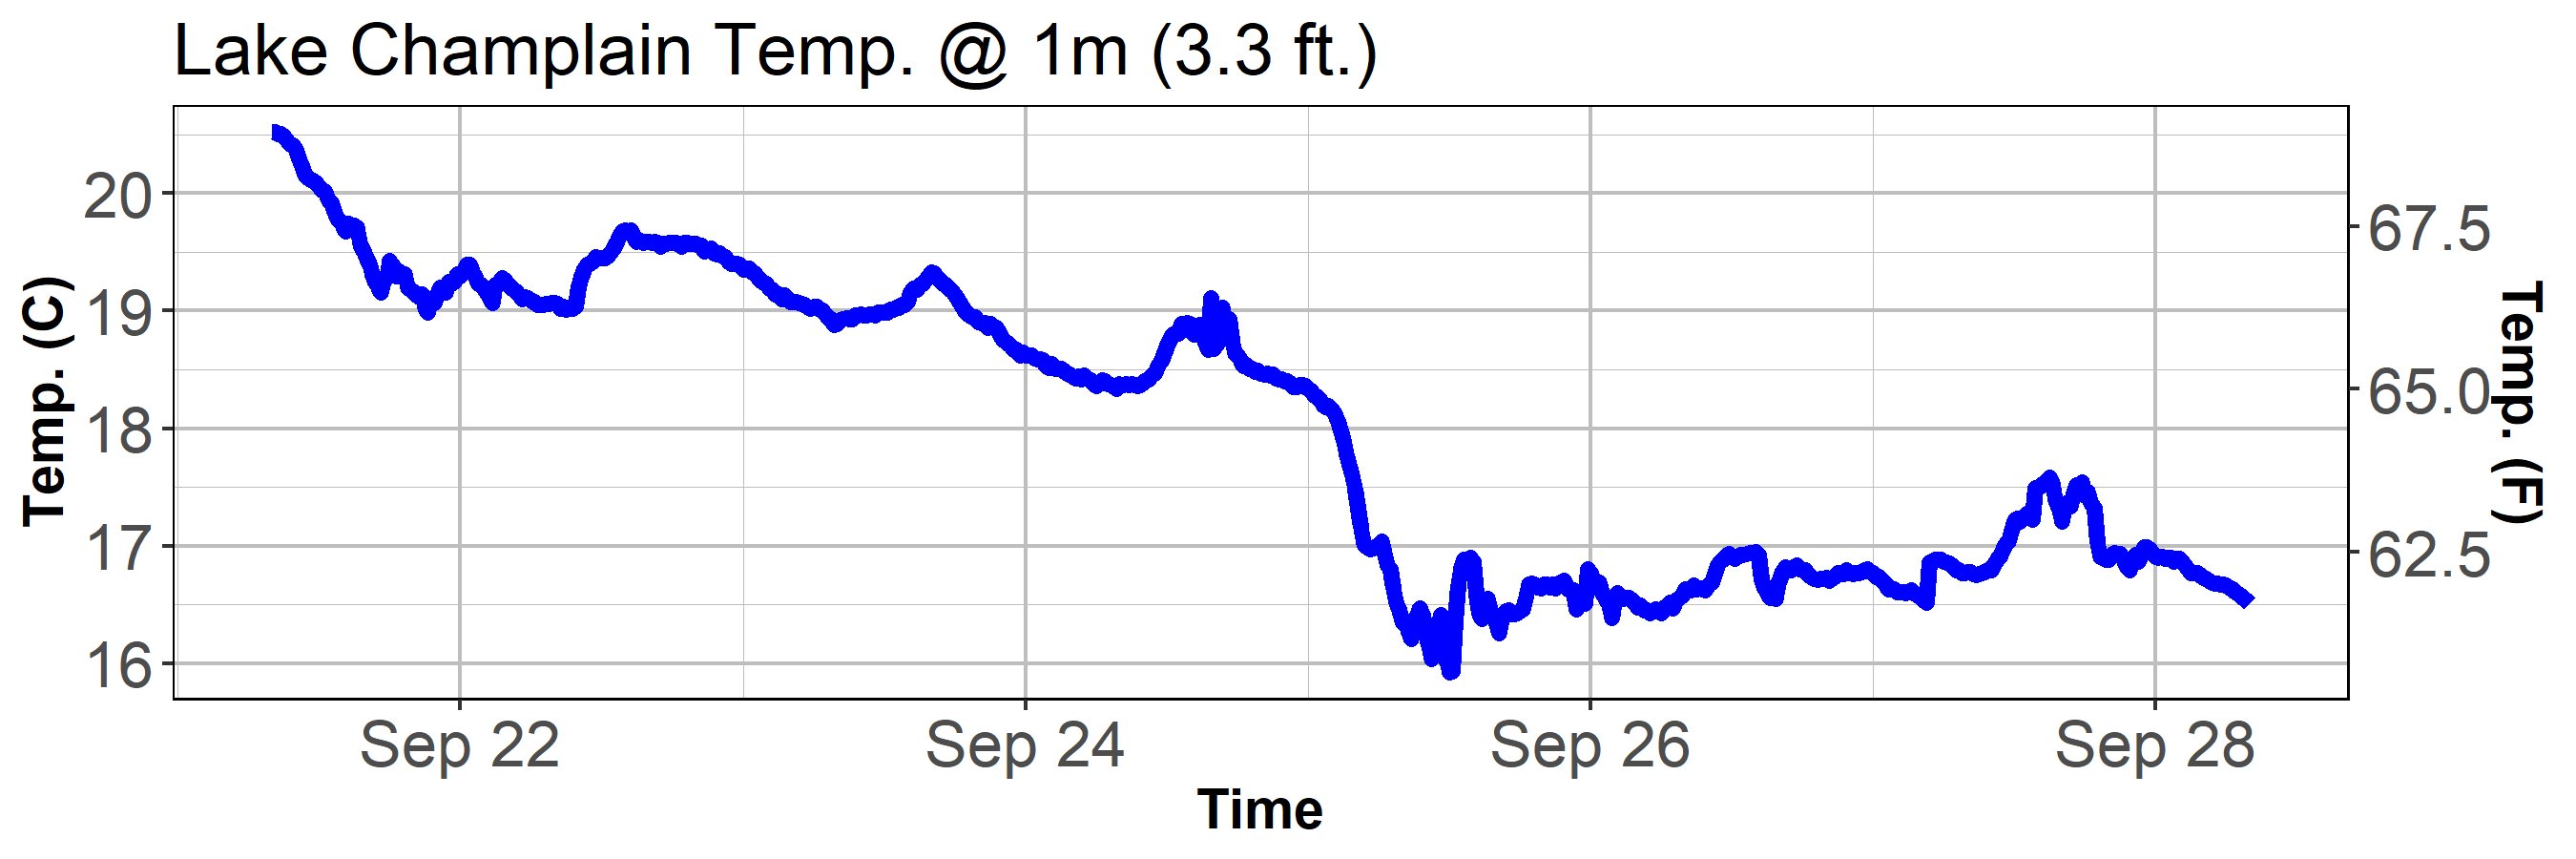 Lake Champlain Temp. @ 1m (3.3 ft.)
Temp. (C)
20
19
18
17
16
67.5
65.0
62.5
Temp. (F)
Sep 22 Sep 24 Sep 26 Sep 28
Time